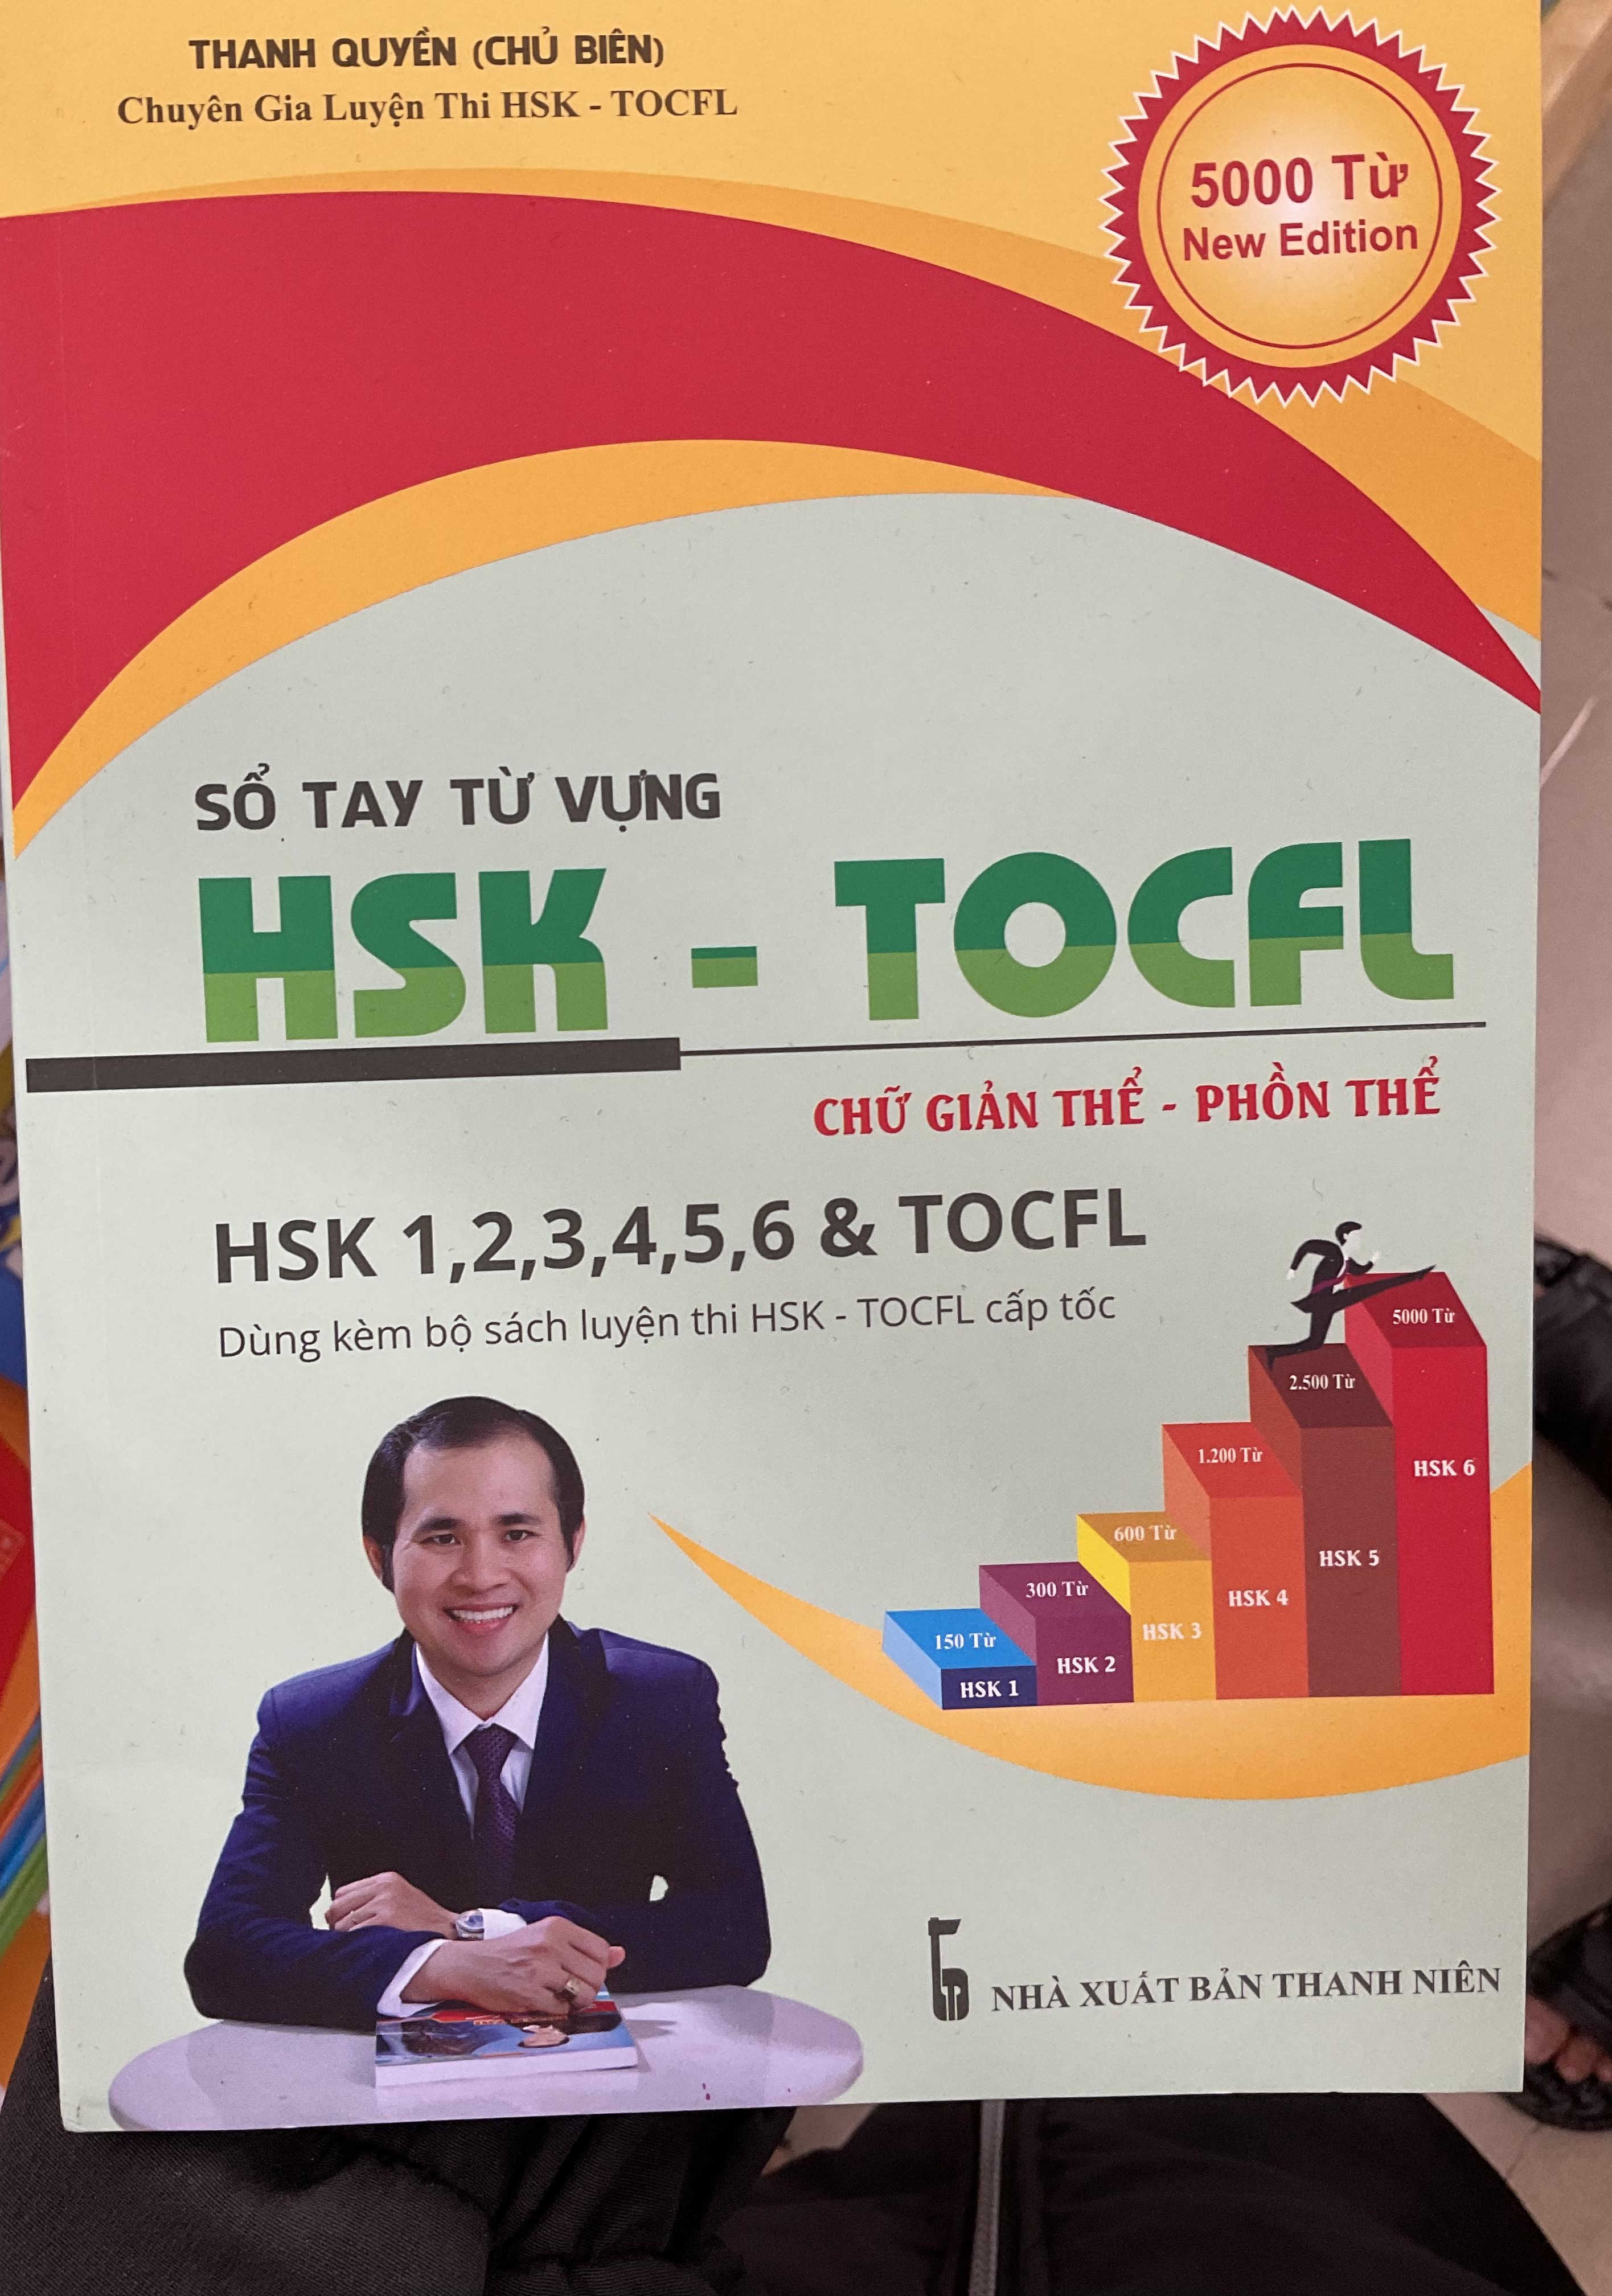 THANH QUYỀN (CHỦ BIÊN)
Chuyên Gia Luyện Thi HSK - TOCFL
5000 Từ
New Edition
SỔ TAY TỪ VỰNG
HSK - TOCFL
CHỮ GIẢN THỂ - PHỒN THỂ
HSK 1,2,3,4,5,6 & TOCFL
Dùng kèm bộ sách luyện thi HSK - TOCFL cấp tốc
5000 Từ
2.500 Từ
1.200 Từ
600 Từ
300 Từ
150 Từ
HSK 6
HSK 5
HSK 4
HSK 3
HSK 2
HSK 1
NHÀ XUẤT BẢN THANH NIÊN